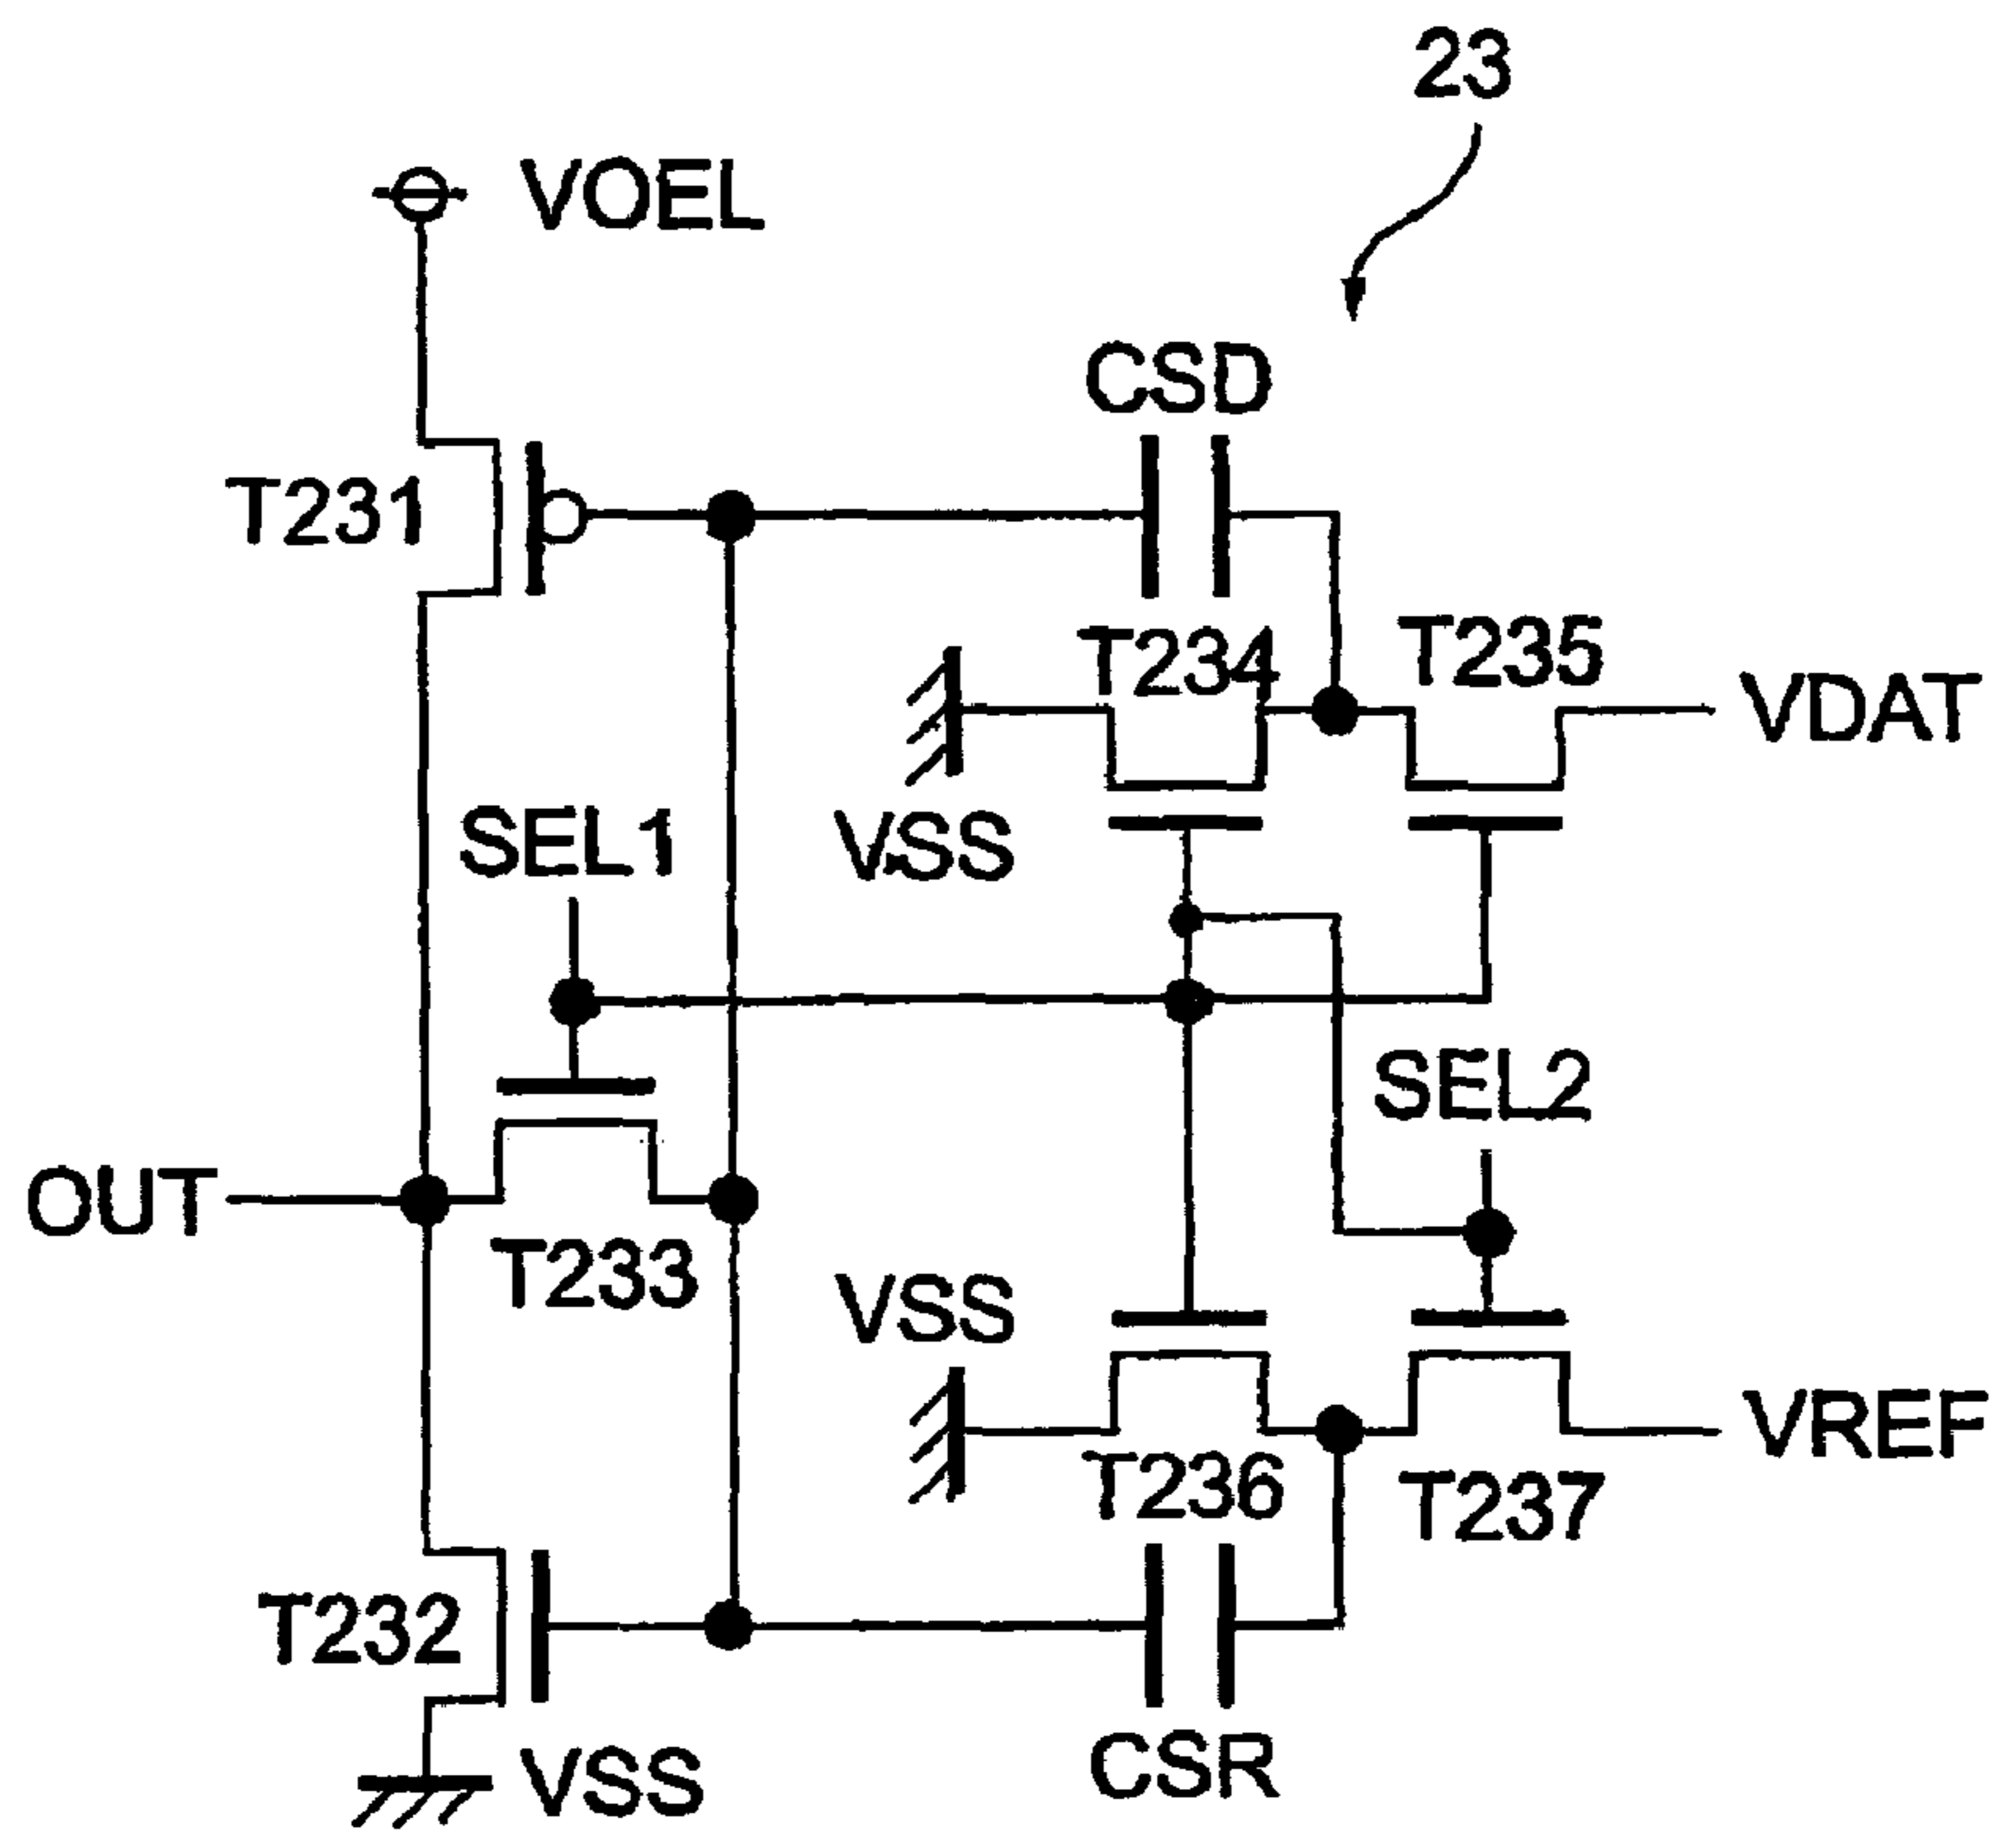 23
VOEL
CSD
T231
T234
T235
VDAT
SEL1
VSS
SEL2
OUT
T233
VSS
VREF
T236
T237
T232
VSS
CSR